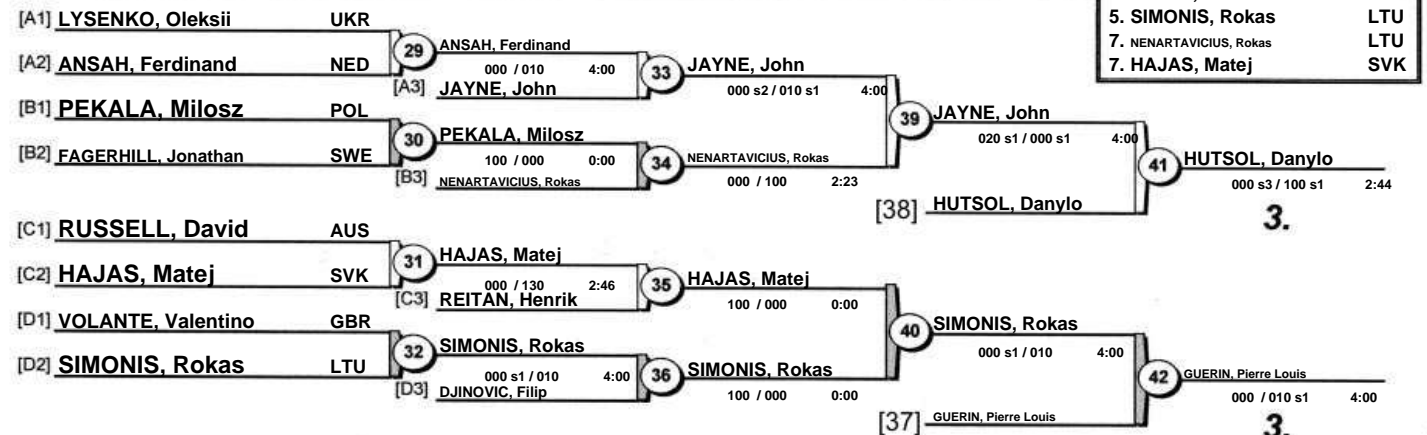 5. SIMONIS, Rokas LTU
7. NENARTAVICIUS, Rokas LTU
7. HAJAS, Matej SVK
[A1] LYSENKO, Oleksii UKR
29 ANSAH, Ferdinand
[A2] ANSAH, Ferdinand NED
000 / 010 4:00
33 JAYNE, John
[A3] JAYNE, John
000 s2 / 010 s1 4:00
[B1] PEKALA, Milosz POL
39 JAYNE, John
30 PEKALA, Milosz
020 s1 / 000 s1 4:00
[B2] FAGERHILL, Jonathan SWE
100 / 000 0:00
34 NENARTAVICIUS, Rokas
41 HUTSOL, Danylo
[B3] NENARTAVICIUS, Rokas
000 / 100 2:23
000 s3 / 100 s1 2:44
[38] HUTSOL, Danylo
3.
[C1] RUSSELL, David AUS
31 HAJAS, Matej
[C2] HAJAS, Matej SVK
000 / 130 2:46
35 HAJAS, Matej
[C3] REITAN, Henrik
100 / 000 0:00
[D1] VOLANTE, Valentino GBR
40 SIMONIS, Rokas
32 SIMONIS, Rokas
000 s1 / 010 4:00
[D2] SIMONIS, Rokas LTU
000 s1 / 010 4:00
36 SIMONIS, Rokas
42 GUERIN, Pierre Louis
[D3] DJINOVIC, Filip
100 / 000 0:00
000 / 010 s1 4:00
[37] GUERIN, Pierre Louis
3.